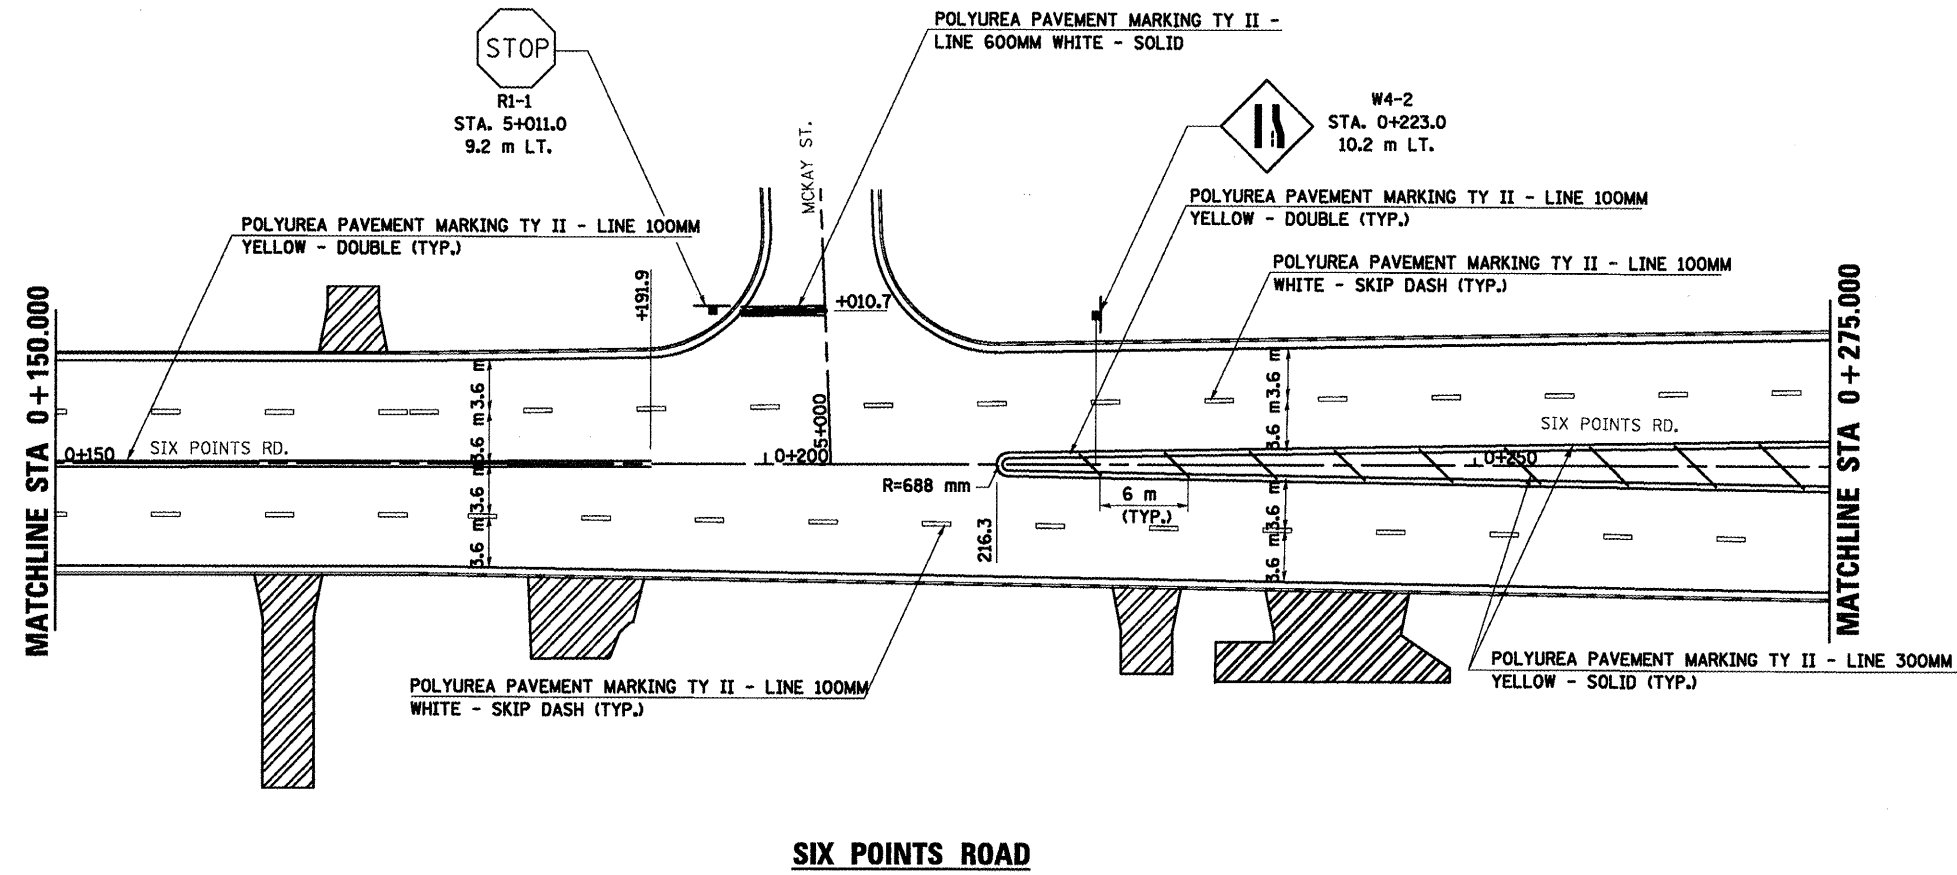 POLYUREA PAVEMENT MARKING TY II -
LINE 600MM WHITE - SOLID
STOP
R1-1
STA. 5+011.0
9.2 m LT.
W4-2
STA. 0+223.0
10.2 m LT.
MCKAY ST.
POLYUREA PAVEMENT MARKING TY II - LINE 100MM
YELLOW - DOUBLE (TYP.)
POLYUREA PAVEMENT MARKING TY II - LINE 100MM
YELLOW - DOUBLE (TYP.)
POLYUREA PAVEMENT MARKING TY II - LINE 100MM
WHITE - SKIP DASH (TYP.)
+191.9
+010.7
MATCHLINE STA 0+150.000
MATCHLINE STA 0+275.000
3.6 m
3.6 m
3.6 m
3.6 m
3.6 m
3.6 m
3.6 m
3.6 m
5+000
0+150
SIX POINTS RD.
0+200
SIX POINTS RD.
0+250
R=688 mm
6 m
(TYP.)
216.3
POLYUREA PAVEMENT MARKING TY II - LINE 100MM
WHITE - SKIP DASH (TYP.)
POLYUREA PAVEMENT MARKING TY II - LINE 300MM
YELLOW - SOLID (TYP.)
SIX POINTS ROAD